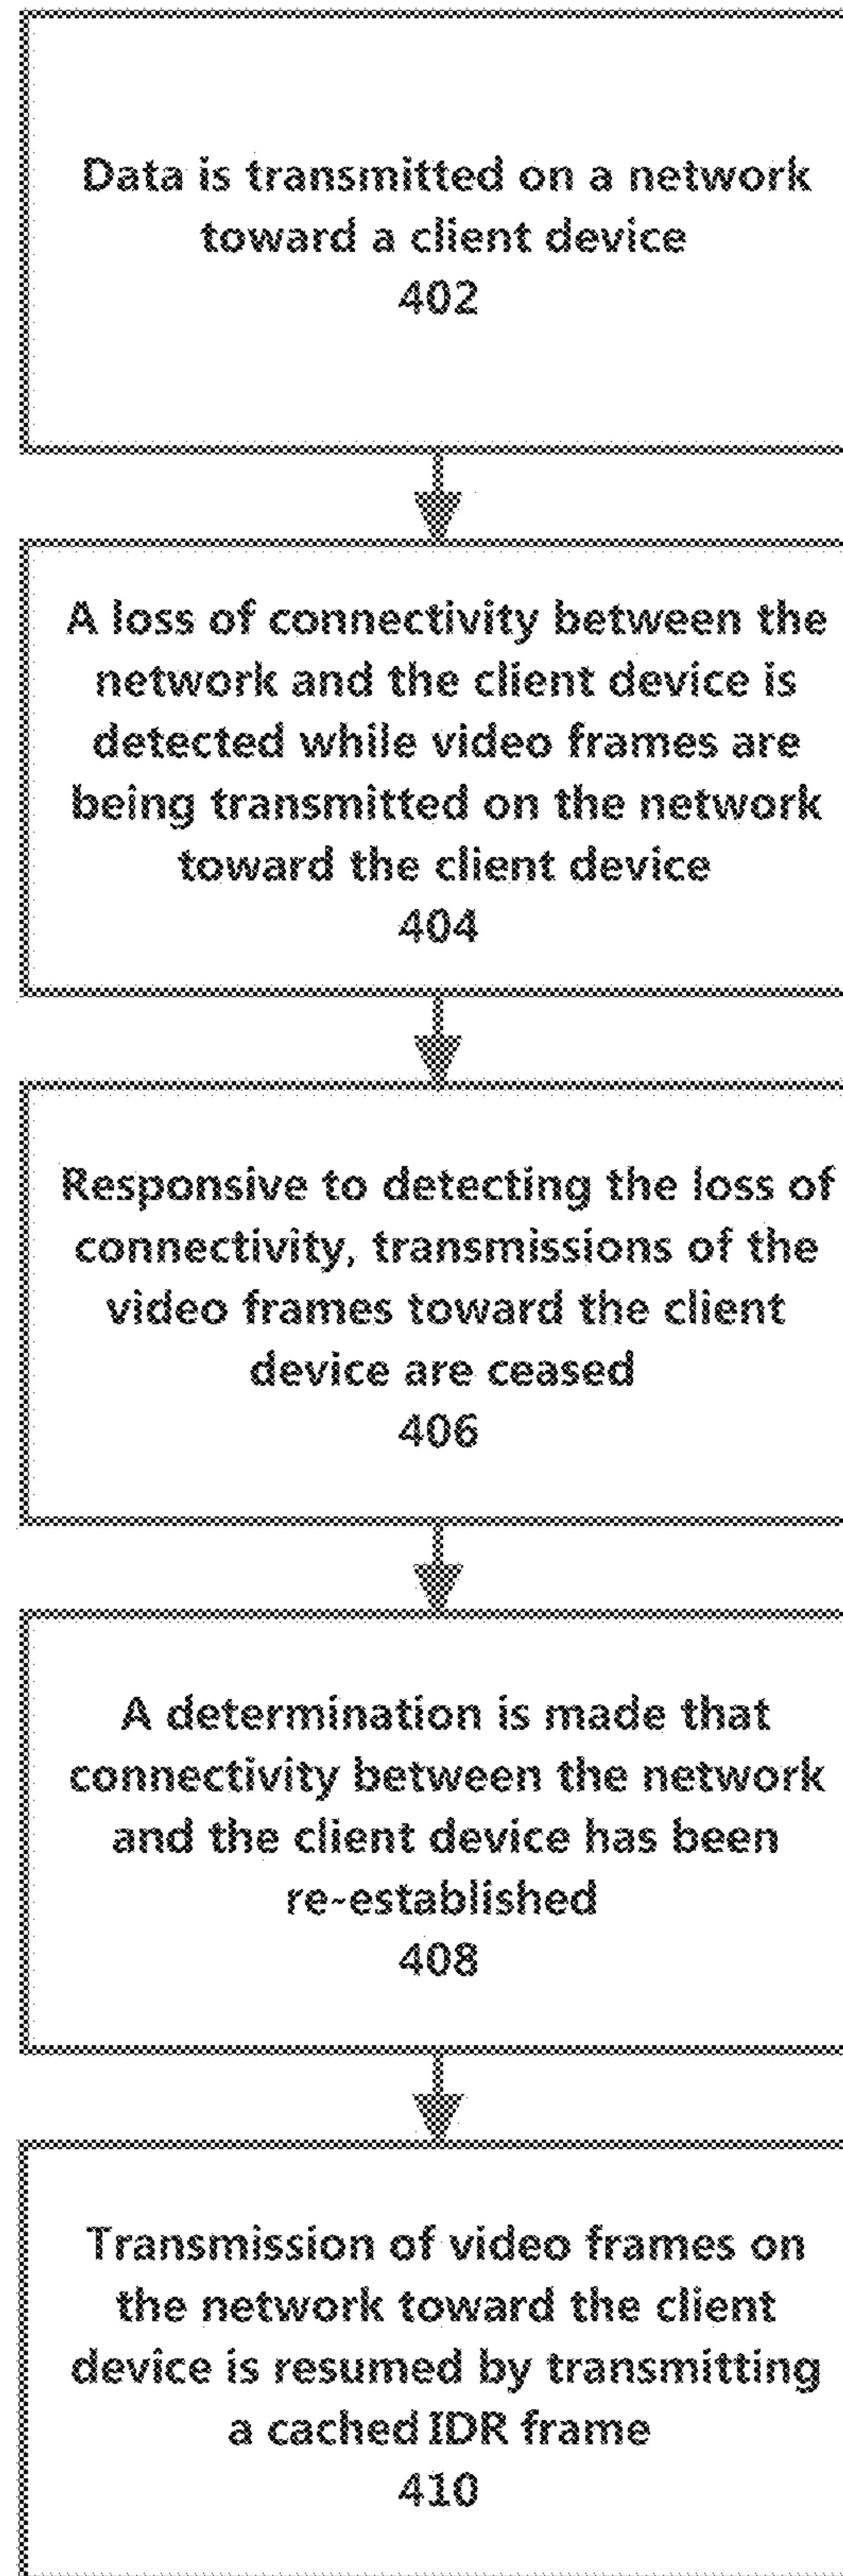 Data is transmitted on a network
toward a client device
402
A loss of connectivity between the
network and the client device is
detected while video frames are
being transmitted on the network
toward the client device
404
Responsive to detecting the loss of
connectivity, transmissions of the
video frames toward the client
device are ceased
406
A determination is made that
connectivity between the network
and the client device has been
re-established
408
Transmission of video frames on
the network toward the client
device is resumed by transmitting
a cached IDR frame
410